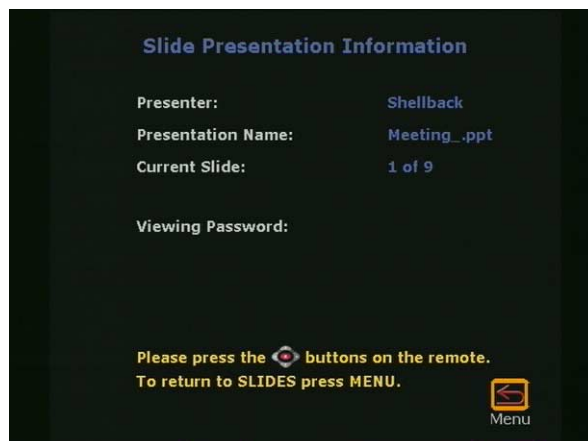 Slide Presentation Information
Presenter: Shellback
Presentation Name: Meeting_.ppt
Current Slide: 1 of 9
Viewing Password:
Please press the buttons on the remote.
To return to SLIDES press MENU.
Menu